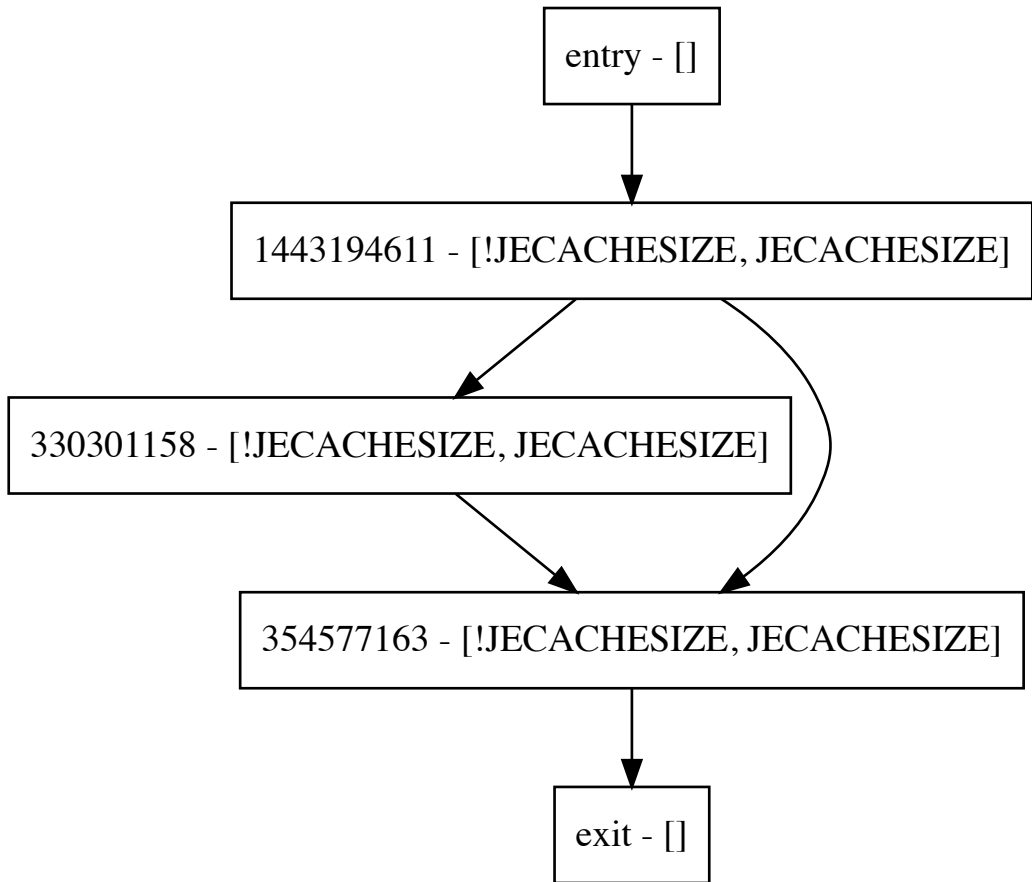 entry - []
1443194611 - [!JECACHESIZE, JECACHESIZE]
330301158 - [!JECACHESIZE, JECACHESIZE]
354577163 - [!JECACHESIZE, JECACHESIZE]
exit - []